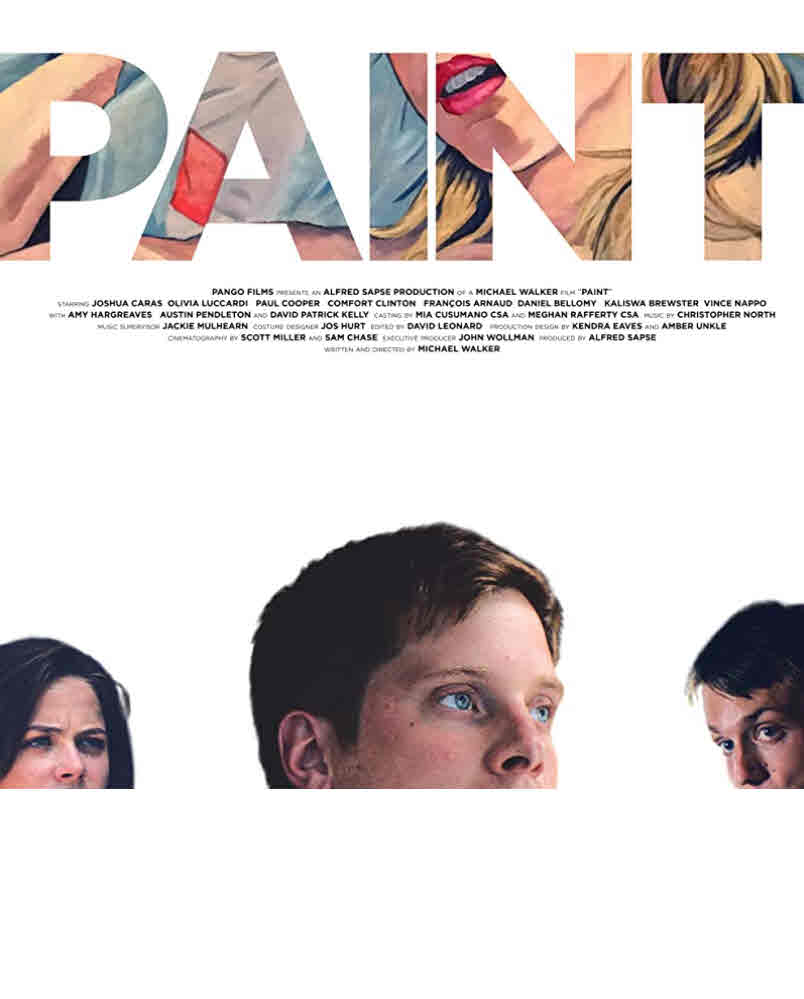 PAINT
PANGO FILMS PRESENTS AN ALFRED SAPSE PRODUCTION OF A MICHAEL WALKER FILM "PAINT"
STARRING JOSHUA CARAS OLIVIA LUCCARDI PAUL COOPER COMFORT CLINTON FRANÇOIS ARNAUD DANIEL BELLOMY KALISWA BREWSTER VINCE NAPPO
WITH AMY HARGREAVES AUSTIN PENDLETON AND DAVID PATRICK KELLY CASTING BY MIA CUSUMANO CSA AND MEGHAN RAFFERTY CSA MUSIC BY CHRISTOPHER NORTH
MUSIC SUPERVISOR JACKIE MULHEARN COSTUME DESIGNER JOS HURT EDITED BY DAVID LEONARD PRODUCTION DESIGN BY KENDRA EAVES AND AMBER UNKLE
CINEMATOGRAPHY BY SCOTT MILLER AND SAM CHASE EXECUTIVE PRODUCER JOHN WOLLMAN PRODUCED BY ALFRED SAPSE
WRITTEN AND DIRECTED BY MICHAEL WALKER